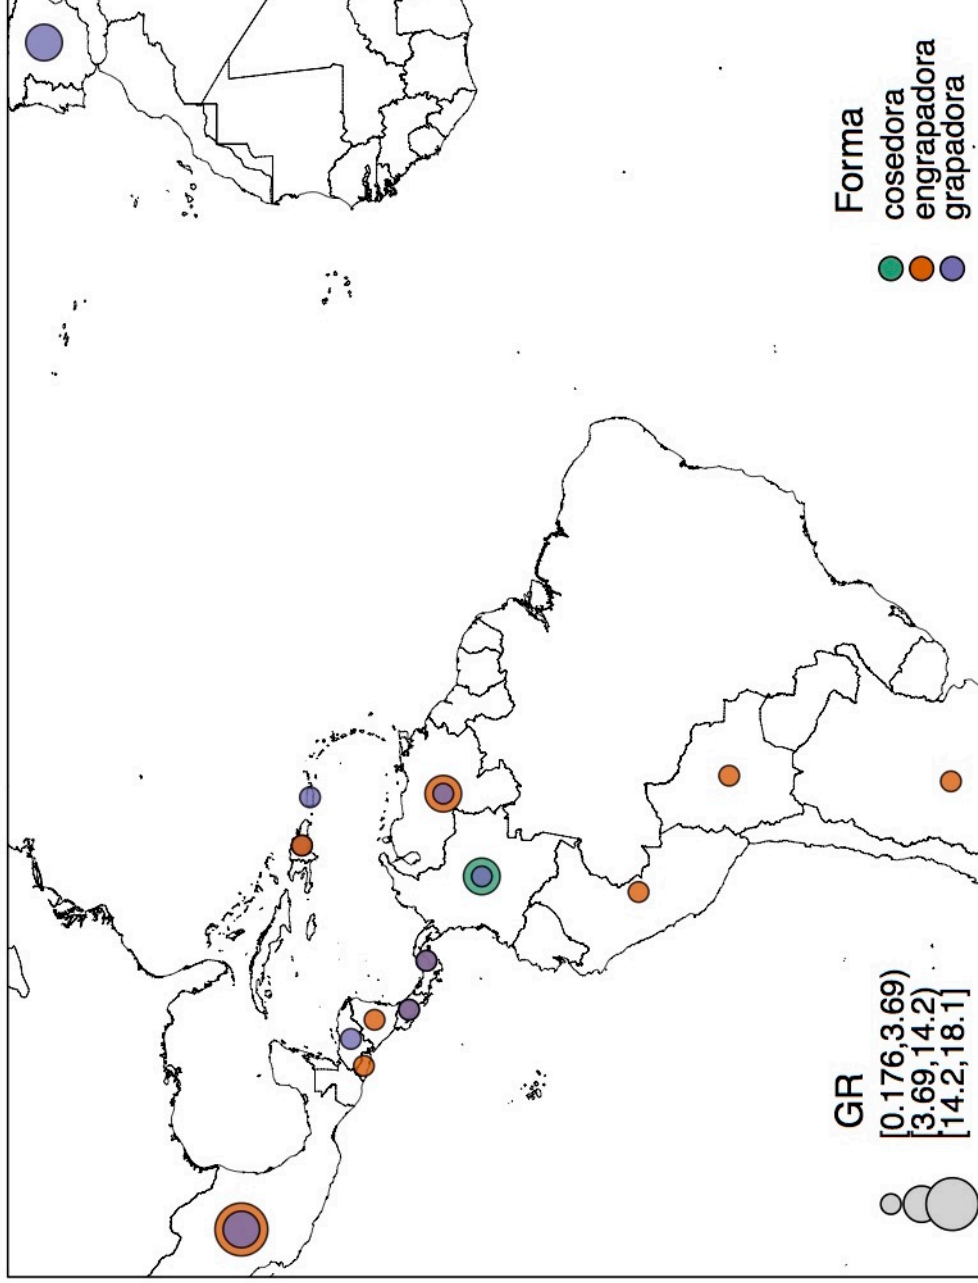 GR
[0.176,3.69)
[3.69,14.2)
[14.2,18.1]
Forma
cosedora
engrapadora
grapadora